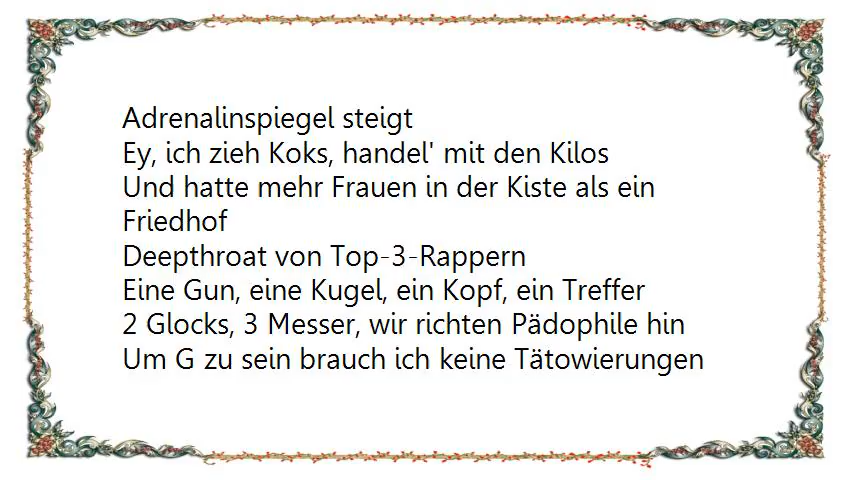 Adrenalinspiegel steigt
Ey, ich zieh Koks, handel' mit den Kilos
Und hatte mehr Frauen in der Kiste als ein
Friedhof
Deepthroat von Top-3-Rappern
Eine Gun, eine Kugel, ein Kopf, ein Treffer
2 Glocks, 3 Messer, wir richten Pädophile hin
Um G zu sein brauch ich keine Tätowierungen